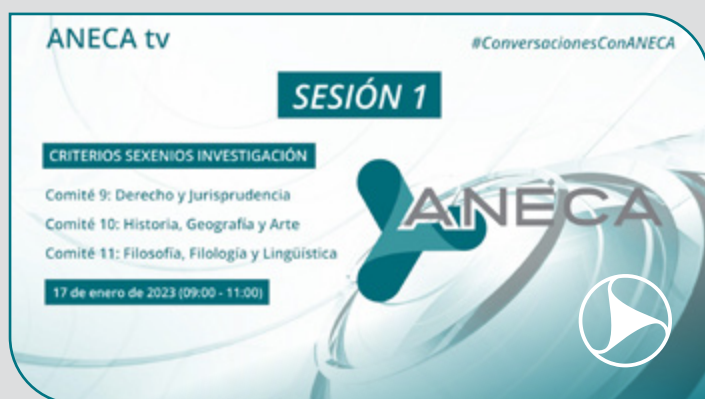 ANECA tv
#ConversacionesConANECA
SESIÓN 1
CRITERIOS SEXENIOS INVESTIGACIÓN
Comité 9: Derecho y Jurisprudencia
Comité 10: Historia, Geografía y Arte
Comité 11: Filosofía, Filología y Lingüística
17 de enero de 2023 (09:00 - 11:00)
ANECA